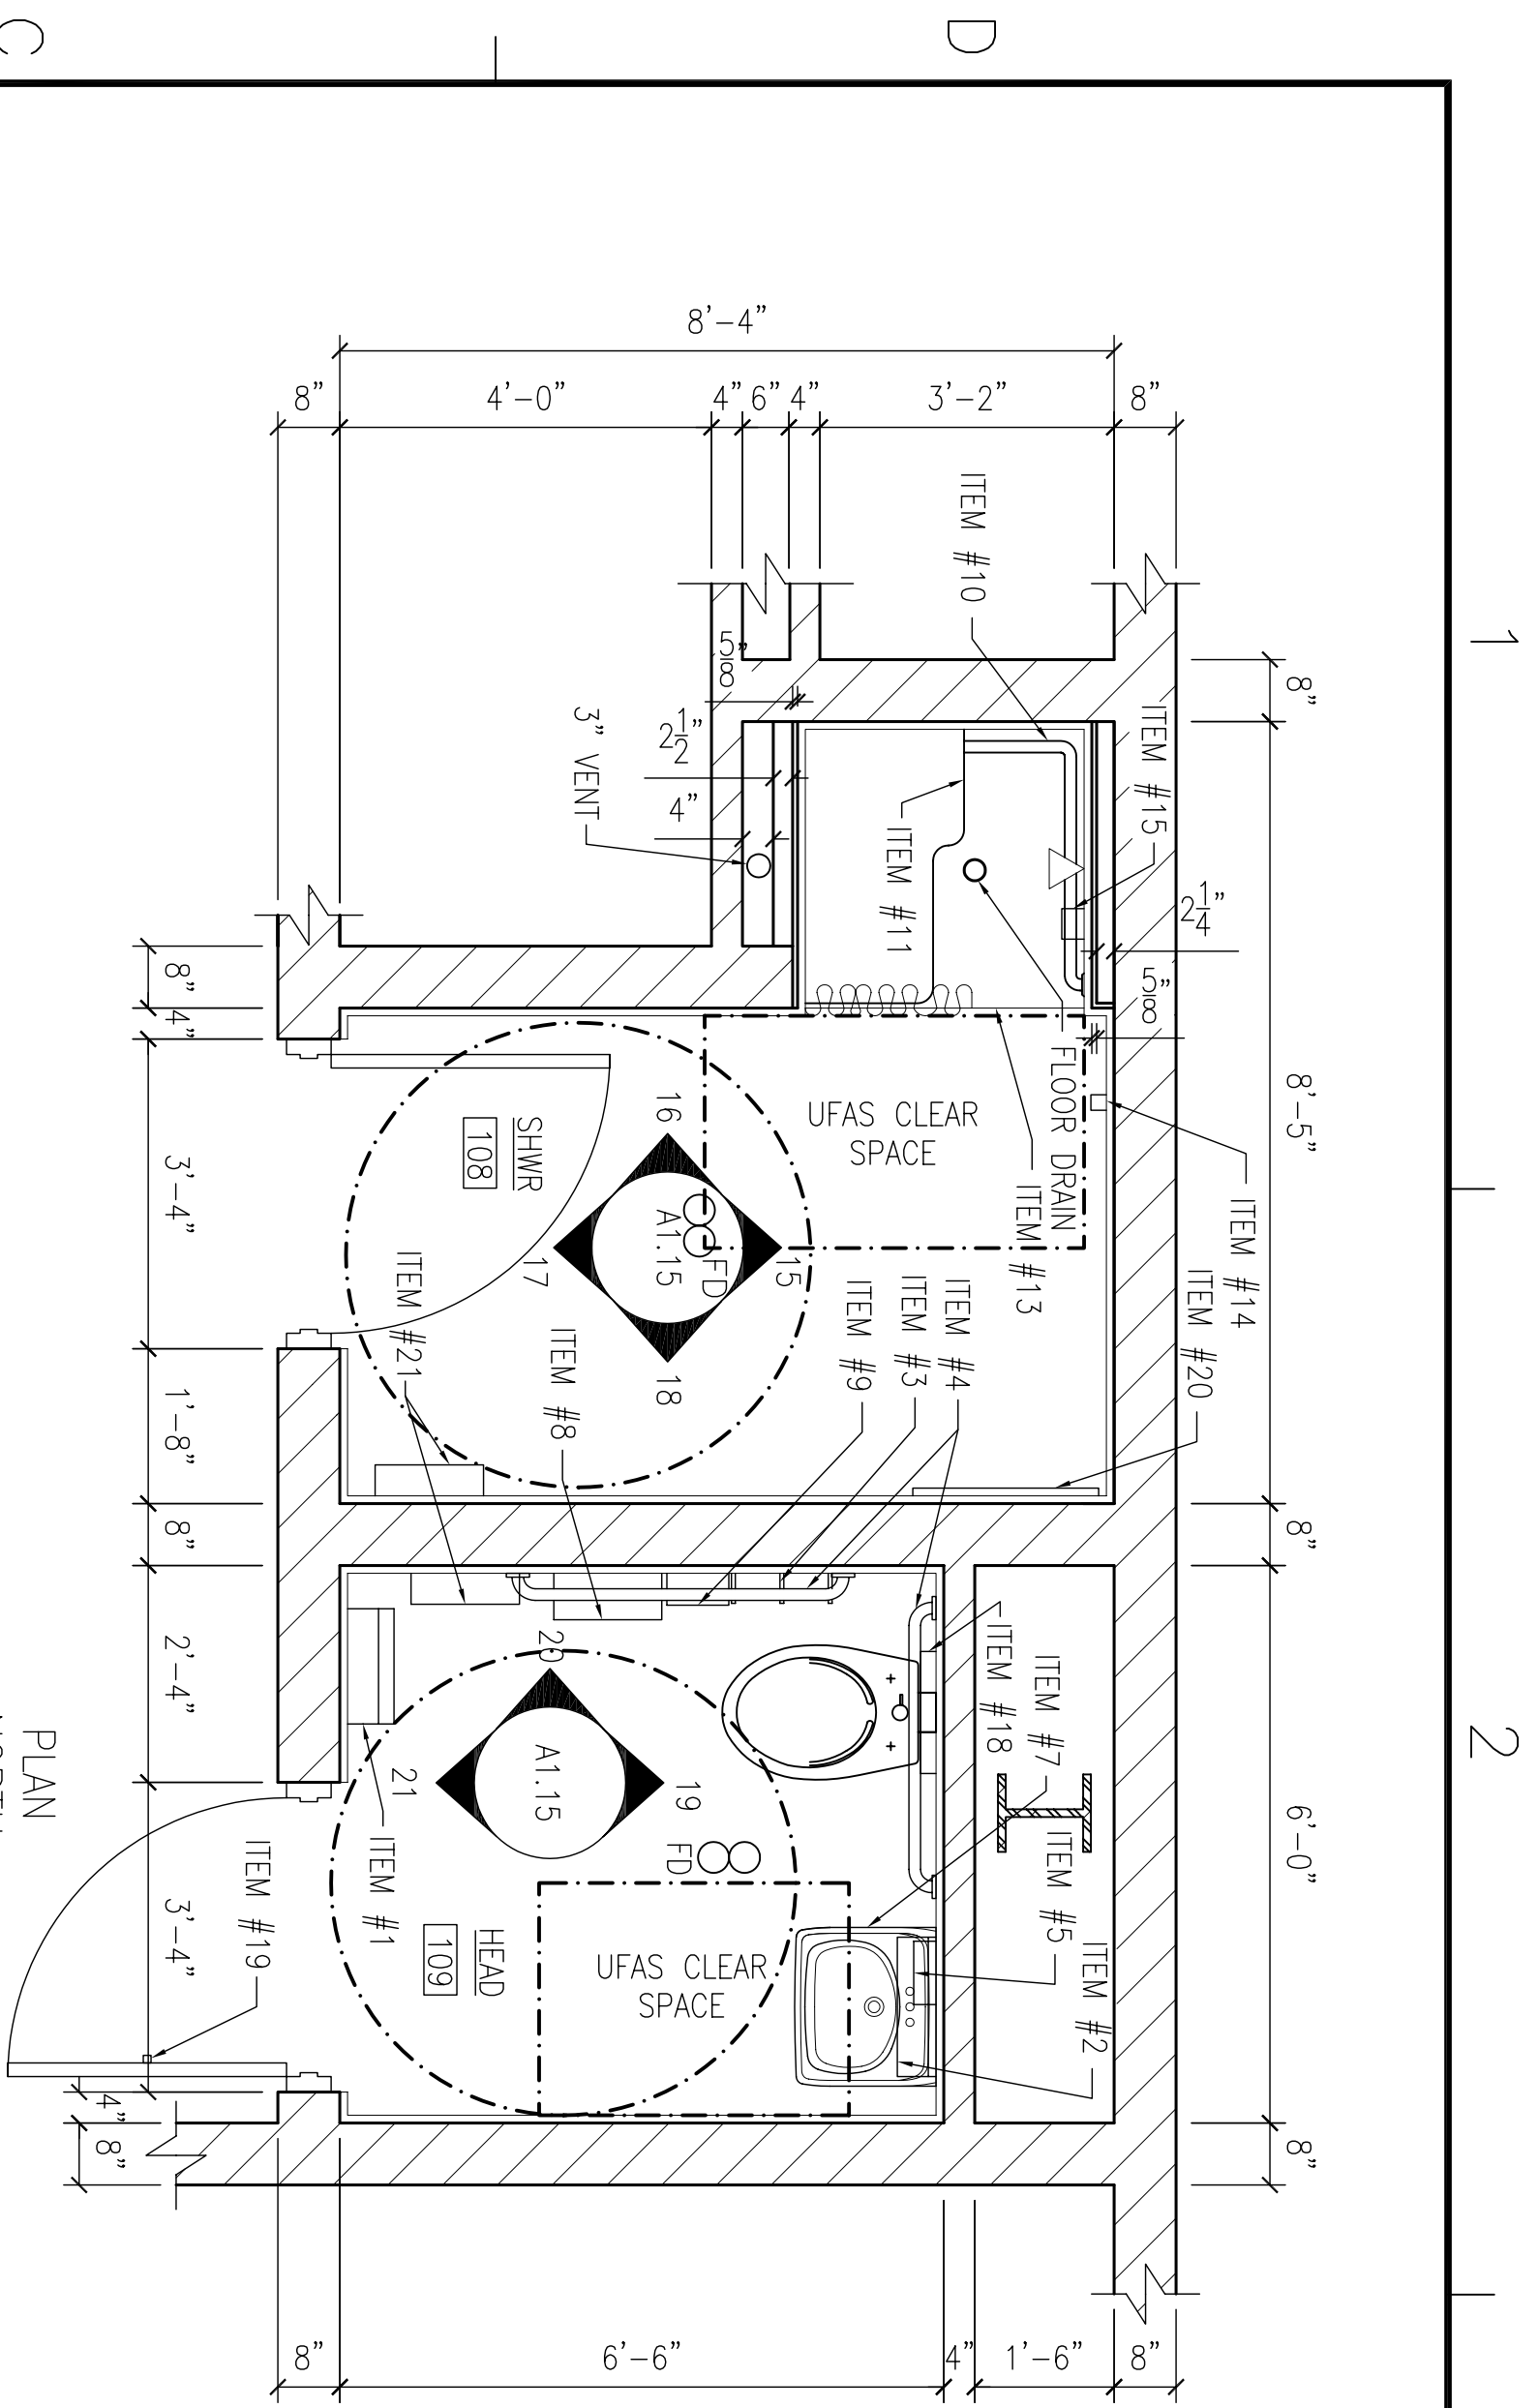 C
D
1
2
8'-4"
8"
4'-0"
4"
6"
4"
3'-2"
8"
ITEM #10
8"
8'-5"
8"
6'-0"
8"
ITEM #15
5/8"
2 1/2"
4"
3" VENT
ITEM #11
2 1/4"
5/8"
FLOOR DRAIN
ITEM #13
ITEM #14
ITEM #20
UFAS CLEAR
SPACE
SHWR
108
16
A1.15
15
17
18
FD
ITEM #21
ITEM #8
ITEM #9
ITEM #3
ITEM #4
8"
4"
3'-4"
1'-8"
8"
2'-4"
3'-4"
4"
8"
ITEM #18
ITEM #7
ITEM #5
ITEM #2
20
A1.15
19
21
FD
ITEM #1
ITEM #19
HEAD
109
UFAS CLEAR
SPACE
PLAN
8"
6'-6"
4"
1'-6"
8"